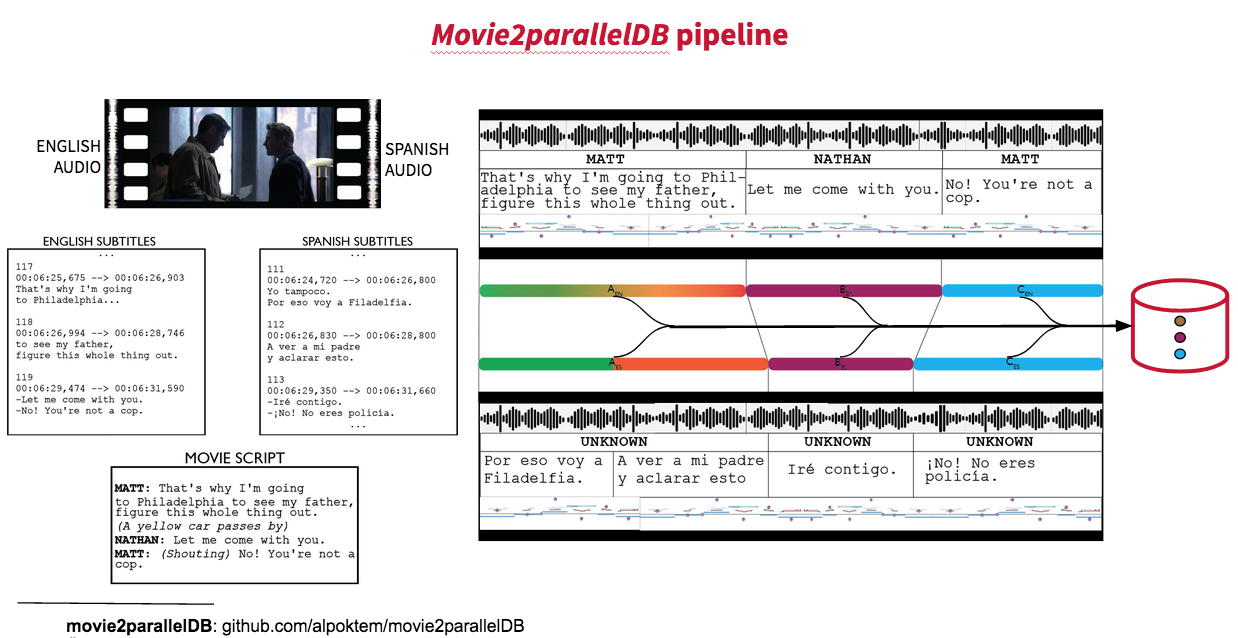 Movie2parallelDB pipeline
ENGLISH
AUDIO
SPANISH
AUDIO
ENGLISH SUBTITLES
...
117
00:06:25,675 --> 00:06:26,903
That's why I'm going
to Philadelphia...
118
00:06:26,994 --> 00:06:28,746
to see my father,
figure this whole thing out.
119
00:06:29,474 --> 00:06:31,590
-Let me come with you.
-No! You're not a cop.
SPANISH SUBTITLES
...
111
00:06:24,720 --> 00:06:26,800
Yo tampoco.
Por eso voy a Filadelfia.
112
00:06:26,830 --> 00:06:28,800
A ver a mi padre
y aclarar esto.
113
00:06:29,350 --> 00:06:31,660
-Iré contigo.
-¡No! No eres policía.
...
MOVIE SCRIPT
MATT: That's why I'm going
to Philadelphia to see my father,
figure this whole thing out.
(A yellow car passes by)
NATHAN: Let me come with you.
MATT: (Shouting) No! You're not a
cop.
MATT
NATHAN
MATT
That's why I'm going to Phil-
adelphia to see my father,
figure this whole thing out.
Let me come with you.
No! You're not a
cop.
A EN
B EN
C EN
A ES
B ES
C ES
UNKNOWN
UNKNOWN
UNKNOWN
Por eso voy a
Filadelfia.
A ver a mi padre
y aclarar esto
Iré contigo.
¡No! No eres
policía.
movie2parallelDB: github.com/alpoktem/movie2parallelDB